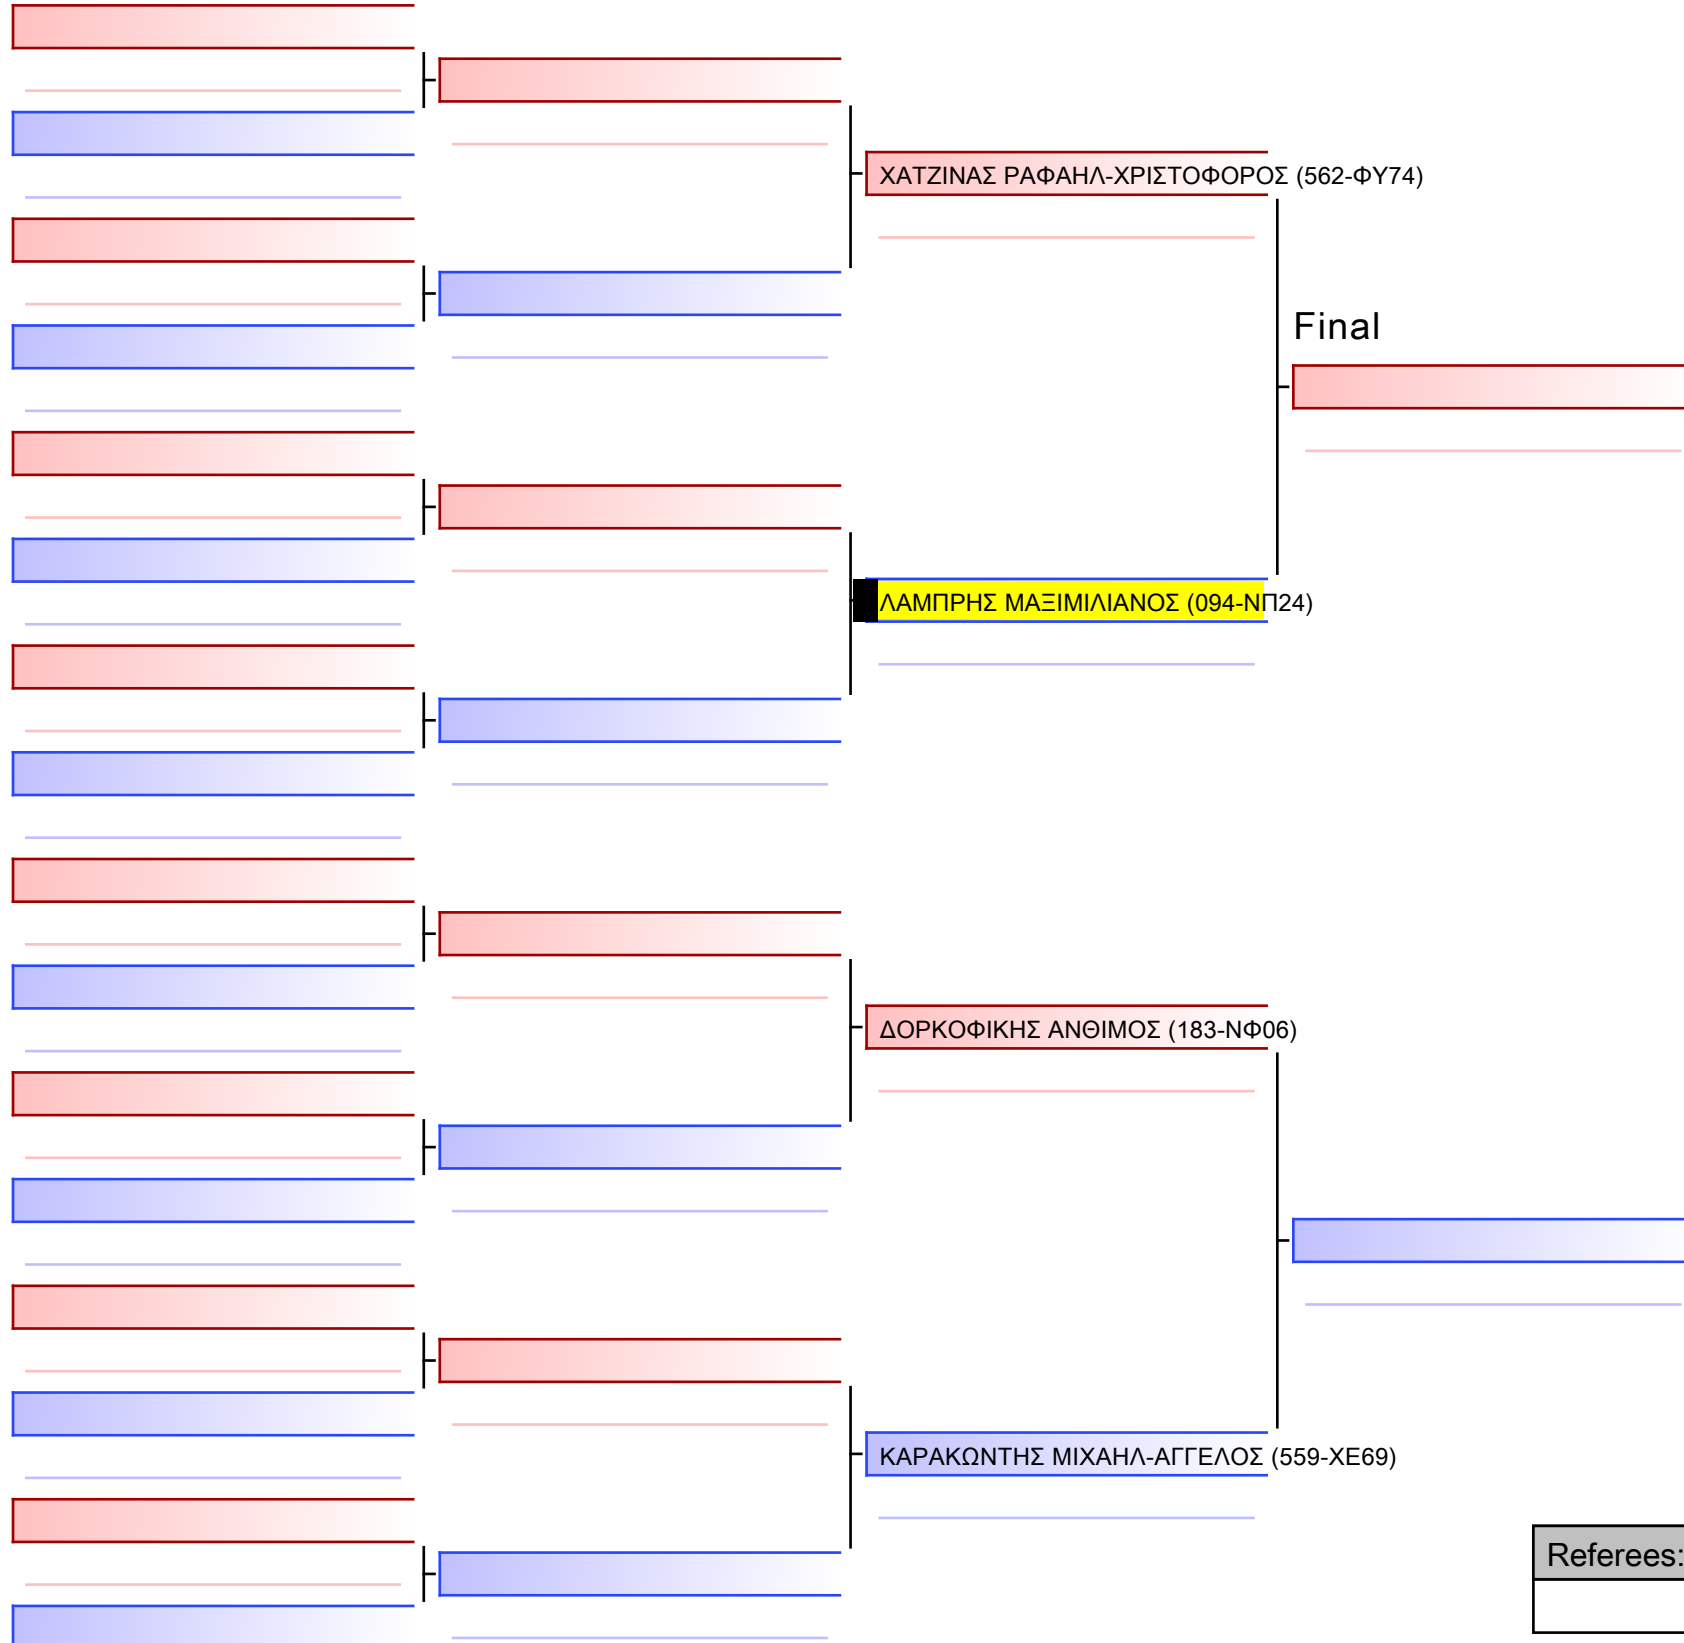 ΧΑΤΖΙΝΑΣ ΡΑΦΑΗΛ-ΧΡΙΣΤΟΦΟΡΟΣ (562-ΦΥ74)
Final
ΛΑΜΠΡΗΣ ΜΑΞΙΜΙΛΙΑΝΟΣ (094-ΝΠ24)
ΔΟΡΚΟΦΙΚΗΣ ΑΝΘΙΜΟΣ (183-ΝΦ06)
ΚΑΡΑΚΩΝΤΗΣ ΜΙΧΑΗΛ-ΑΓΓΕΛΟΣ (559-ΧΕ69)
Referees: